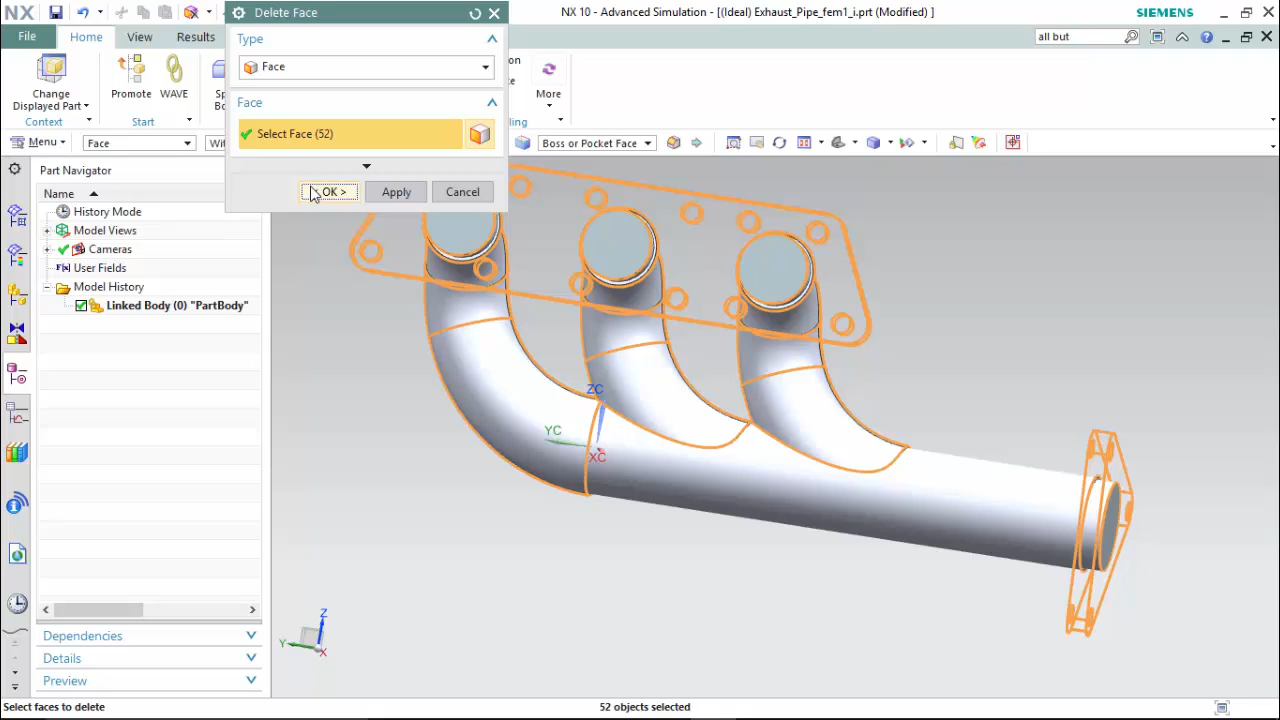 NX
Delete Face
NX 10 - Advanced Simulation - [(Ideal) Exhaust_Pipe_fem1_i.prt (Modified) ]
SIEMENS
File
Home
View
Results
all but
Type
Face
Face
Select Face (52)
OK >
Apply
Cancel
Change
Displayed Part
Promote
WAVE
More
Context
Start
Menu
Face
Boss or Pocket Face
Part Navigator
Name
History Mode
Model Views
Cameras
User Fields
Model History
Linked Body (0) "PartBody"
Dependencies
Details
Preview
ZC
YC
XC
Z
Y
X
Select faces to delete
52 objects selected